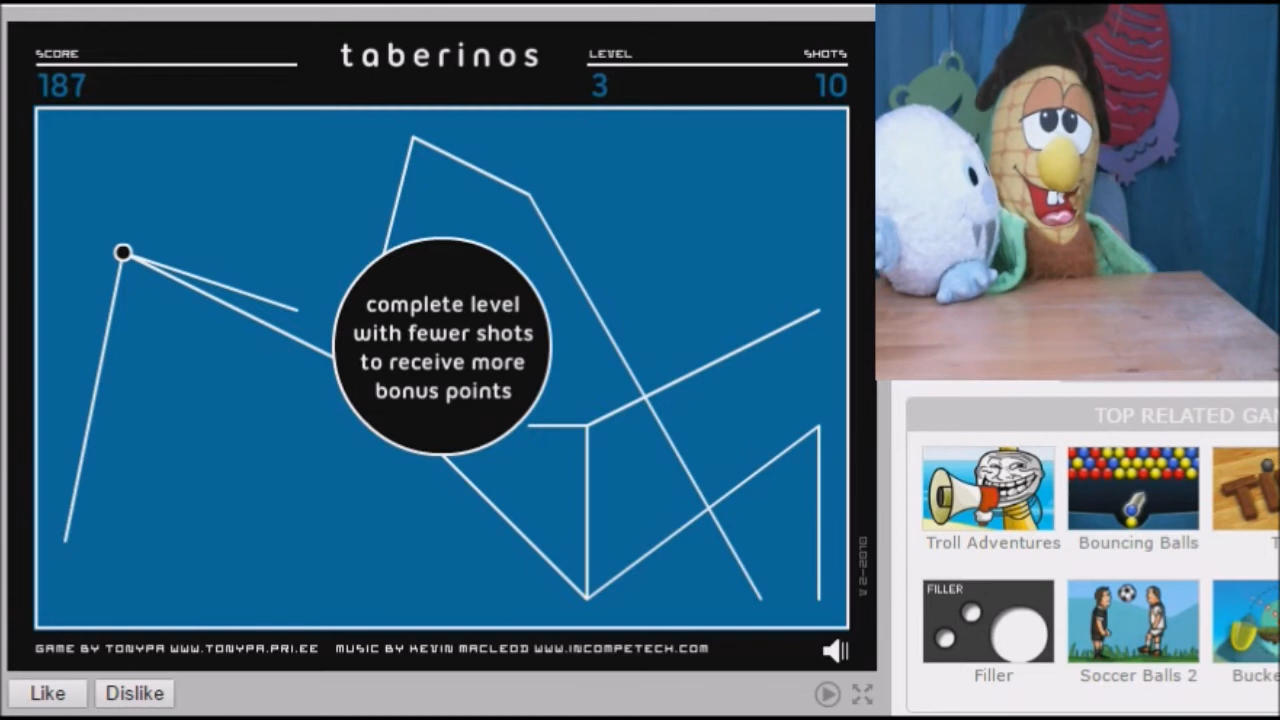 SCORE
taberinos
LEVEL
SHOTS
187
3
10
complete level
with fewer shots
to receive more
bonus points
GAME BY TONYPA WWW.TONYPA.PRI.EE MUSIC BY KEVIN MACLEOD WWW.INCOMPETECH.COM
Like
Dislike
TOP RELATED GA
Troll Adventures
Bouncing Balls
T
FILLER
Filler
Soccer Balls 2
Bucke